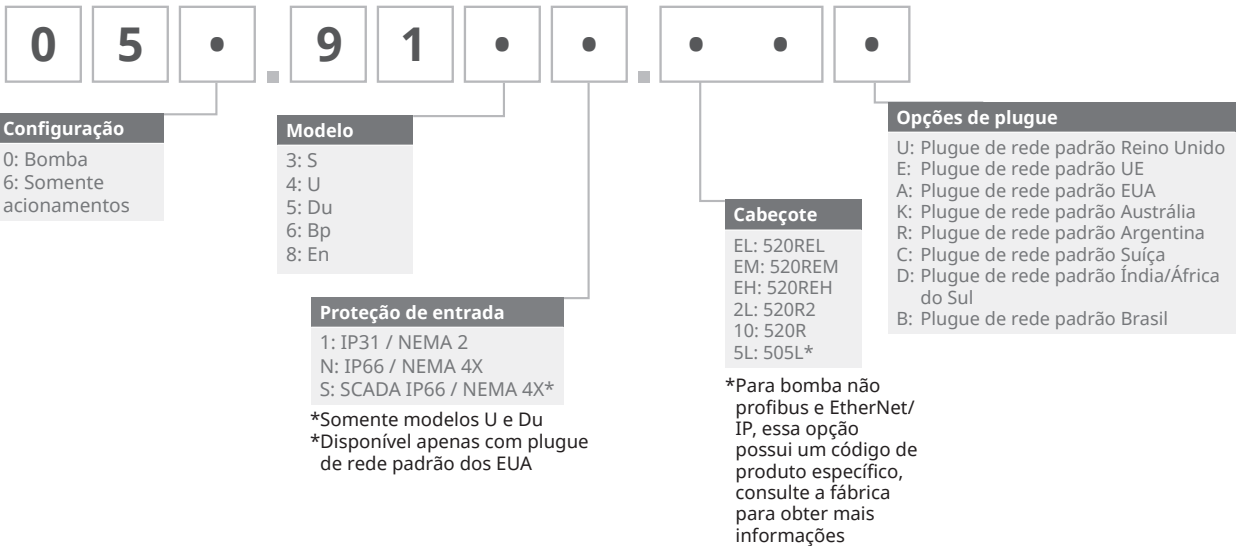 0 5 • . 9 1 • • . • • •
Configuração
0: Bomba
6: Somente
acionamentos
Modelo
3: S
4: U
5: Du
6: Bp
8: En
Proteção de entrada
1: IP31 / NEMA 2
N: IP66 / NEMA 4X
S: SCADA IP66 / NEMA 4X*
*Somente modelos U e Du
*Disponível apenas com plugue
de rede padrão dos EUA
Cabeçote
EL: 520REL
EM: 520REM
EH: 520REH
2L: 520R2
10: 520R
5L: 505L*
*Para bomba não
profibus e EtherNet/
IP, essa opção
possui um código de
produto específico,
consulte a fábrica
para obter mais
informações
Opções de plugue
U: Plugue de rede padrão Reino Unido
E: Plugue de rede padrão UE
A: Plugue de rede padrão EUA
K: Plugue de rede padrão Austrália
R: Plugue de rede padrão Argentina
C: Plugue de rede padrão Suíça
D: Plugue de rede padrão Índia/África
do Sul
B: Plugue de rede padrão Brasil